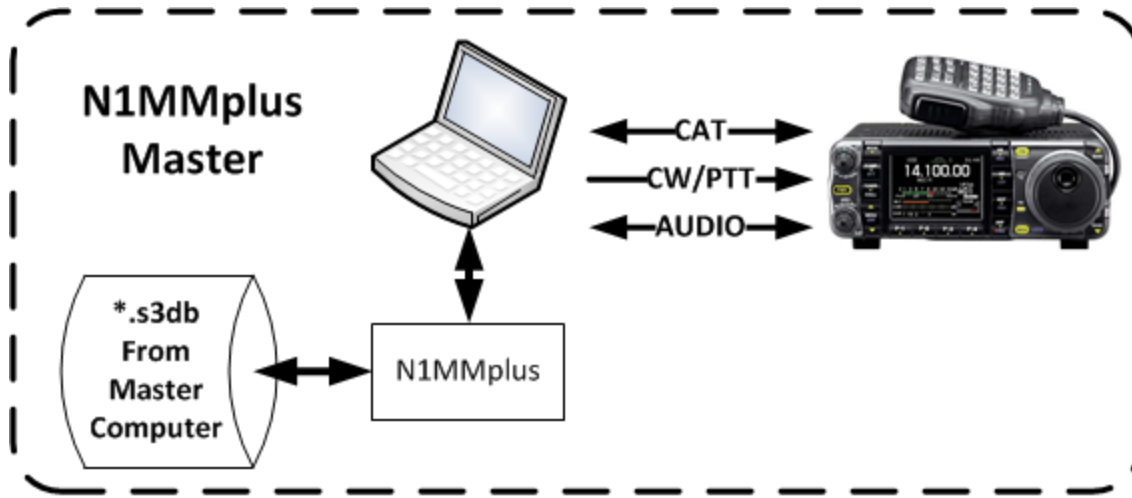 N1MMplus
Master
CAT
CW/PTT
AUDIO
14.100.00
*.s3db
From
Master
Computer
N1MMplus